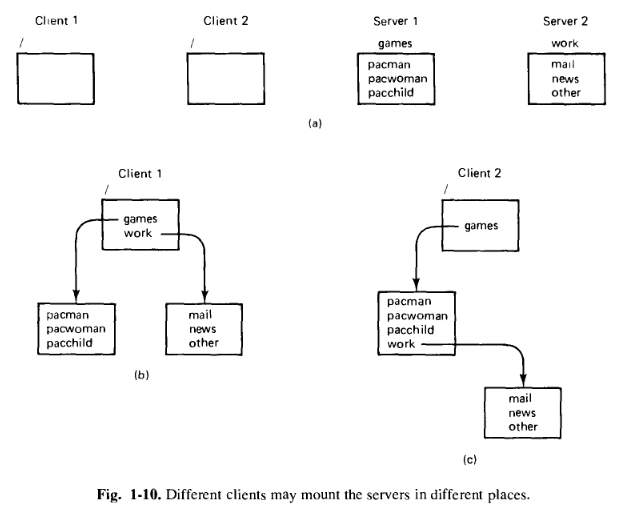 Client 1
Client 2
Server 1
Server 2
/
/
games
work
pacman
pacwoman
pacchild
mail
news
other
(a)
Client 1
/
games
work
pacman
pacwoman
pacchild
mail
news
other
(b)
Client 2
/
games
pacman
pacwoman
pacchild
work
mail
news
other
(c)
Fig. 1-10. Different clients may mount the servers in different places.